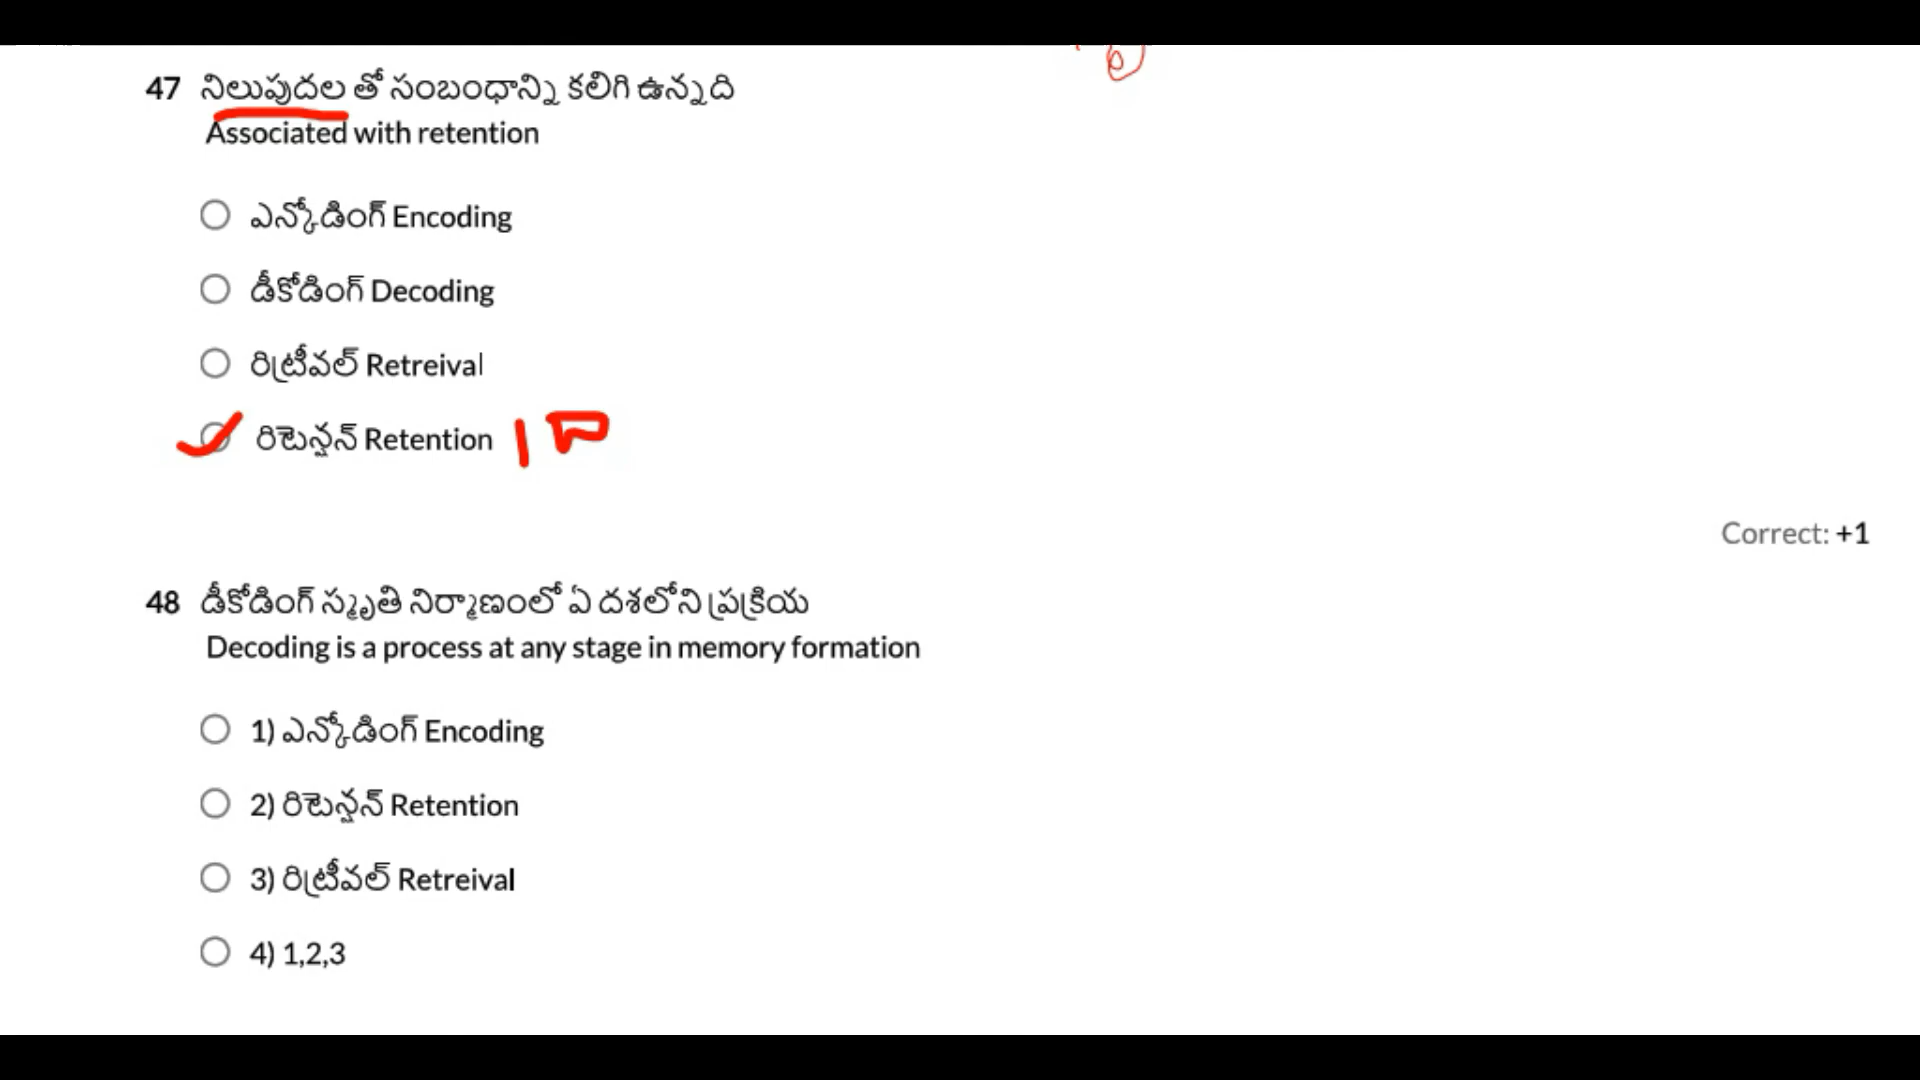 47 నిలుపుదల తో సంబంధాన్ని కలిగి ఉన్నది
Associated with retention
ఎన్కోడింగ్ Encoding
డీకోడింగ్ Decoding
రిట్రీవల్ Retreival
రిటెన్షన్ Retention
Correct: +1
48 డీకోడింగ్ స్మృతి నిర్మాణంలో ఏ దశలోని ప్రక్రియ
Decoding is a process at any stage in memory formation
1) ఎన్కోడింగ్ Encoding
2) రిటెన్షన్ Retention
3) రిట్రీవల్ Retreival
4) 1,2,3